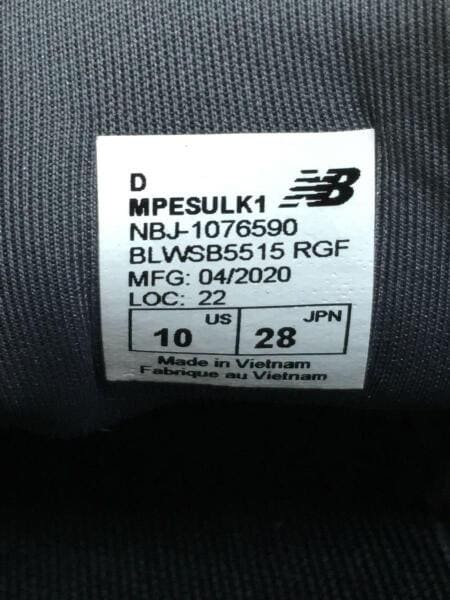 D
MPESULK1 NB
NBJ-1076590
BLWSB5515 RGF
MFG: 04/2020
LOC: 22
10 US 28 JPN
Made in Vietnam
Fabrique au Vietnam